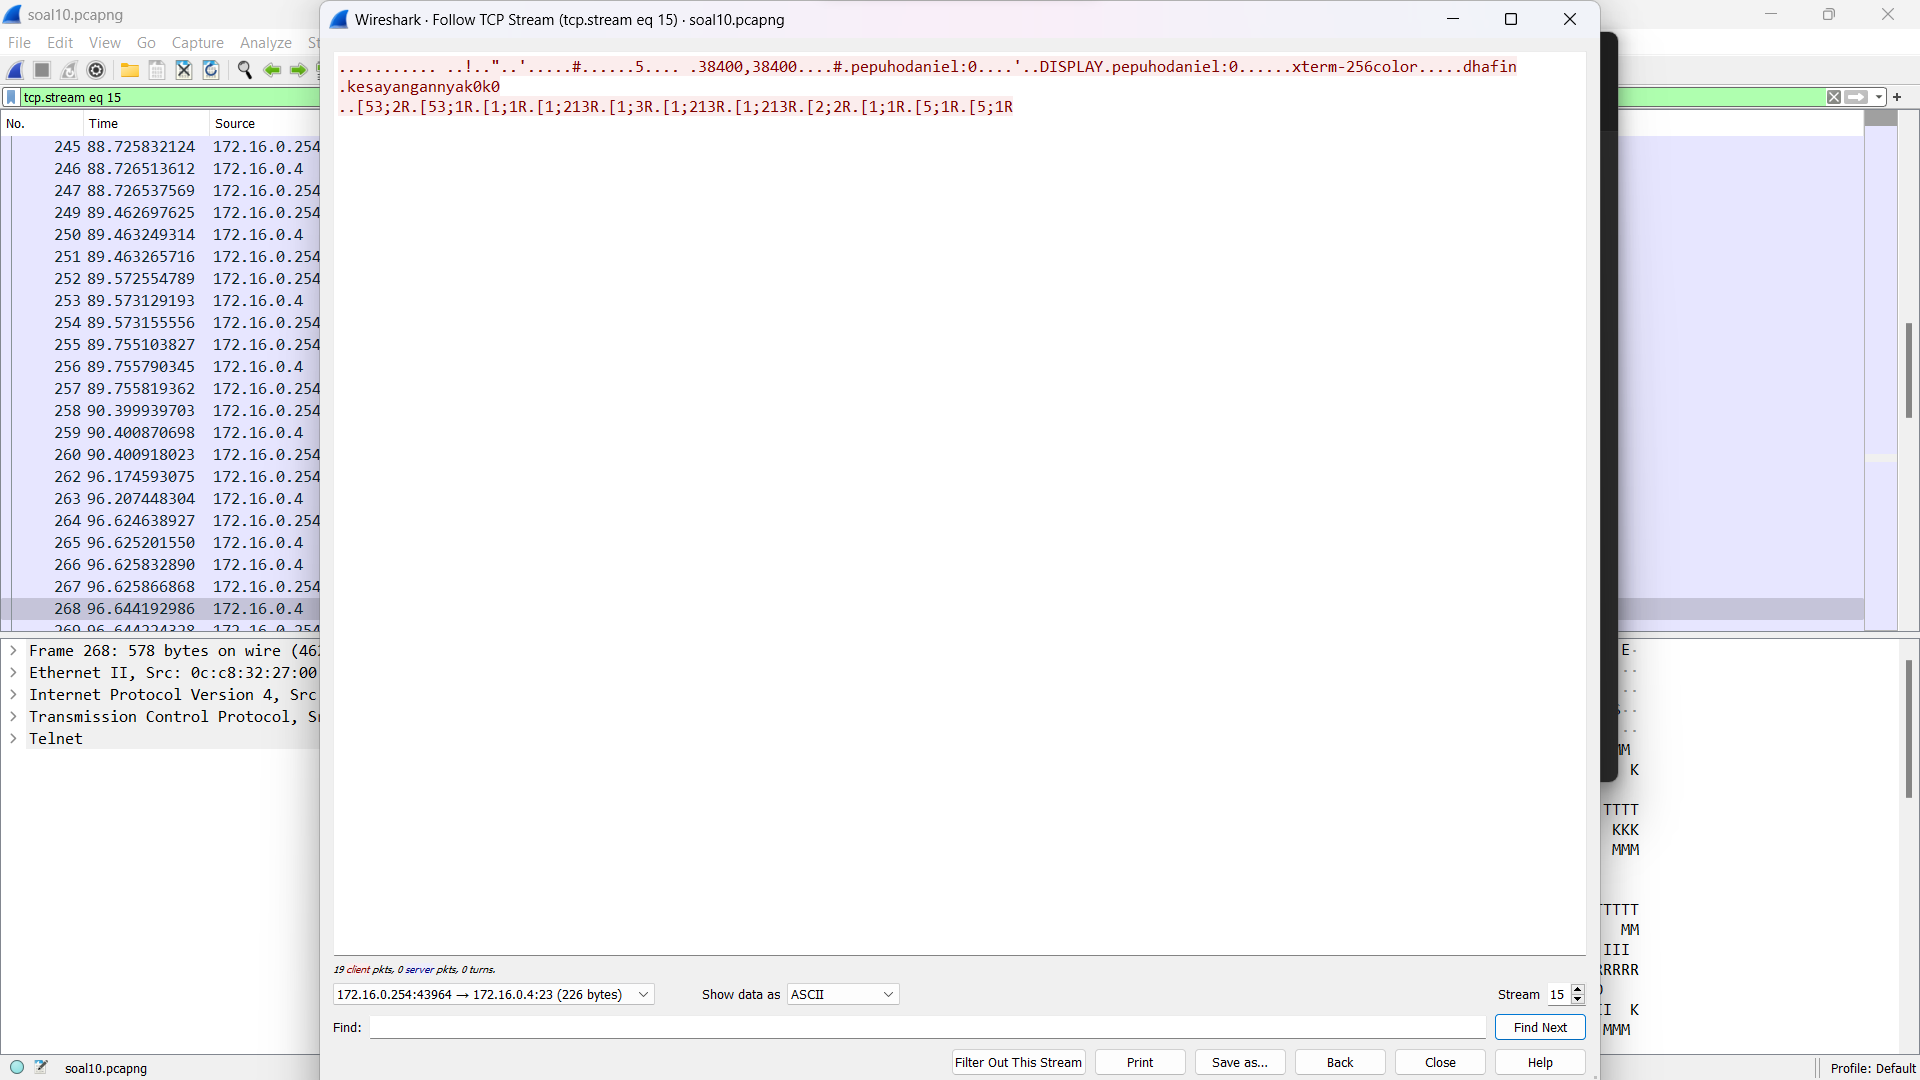 soal10.pcapng
Wireshark · Follow TCP Stream (tcp.stream eq 15) · soal10.pcapng
File Edit View Go Capture Analyze St
tcp.stream eq 15
No. Time Source
245 88.725832124 172.16.0.254
246 88.726513612 172.16.0.4
247 88.726537569 172.16.0.254
249 89.462697625 172.16.0.254
250 89.463249314 172.16.0.4
251 89.463265716 172.16.0.254
252 89.572554789 172.16.0.254
253 89.573129193 172.16.0.4
254 89.573155556 172.16.0.254
255 89.755103827 172.16.0.254
256 89.755790345 172.16.0.4
257 89.755819362 172.16.0.254
258 90.399939703 172.16.0.254
259 90.400870698 172.16.0.4
260 90.400918023 172.16.0.254
262 96.174593075 172.16.0.254
263 96.207448304 172.16.0.4
264 96.624638927 172.16.0.254
265 96.625201550 172.16.0.4
266 96.625832890 172.16.0.4
267 96.625866868 172.16.0.254
268 96.644192986 172.16.0.4
269 96.644224328 172.16.0.254
Frame 268: 578 bytes on wire (462
Ethernet II, Src: 0c:c8:32:27:00
Internet Protocol Version 4, Src
Transmission Control Protocol, Sr
Telnet
........... ..!.."..'.....#......5.... .38400,38400....#.pepuhodaniel:0....'..DISPLAY.pepuhodaniel:0......xterm-256color.....dhafin
.kesayangannyak0k0
..[53;2R.[53;1R.[1;1R.[1;213R.[1;3R.[1;213R.[1;213R.[2;2R.[1;1R.[5;1R.[5;1R
19 client pkts, 0 server pkts, 0 turns.
172.16.0.254:43964 → 172.16.0.4:23 (226 bytes)
Show data as ASCII
Stream 15
Find:
Find Next
Filter Out This Stream
Print
Save as...
Back
Close
Help
E·
··
··
··
··
MM
K
TTTT
KKK
MMM
TTTTT
MM
III
RRRRR
II K
MMM
soal10.pcapng
Profile: Default